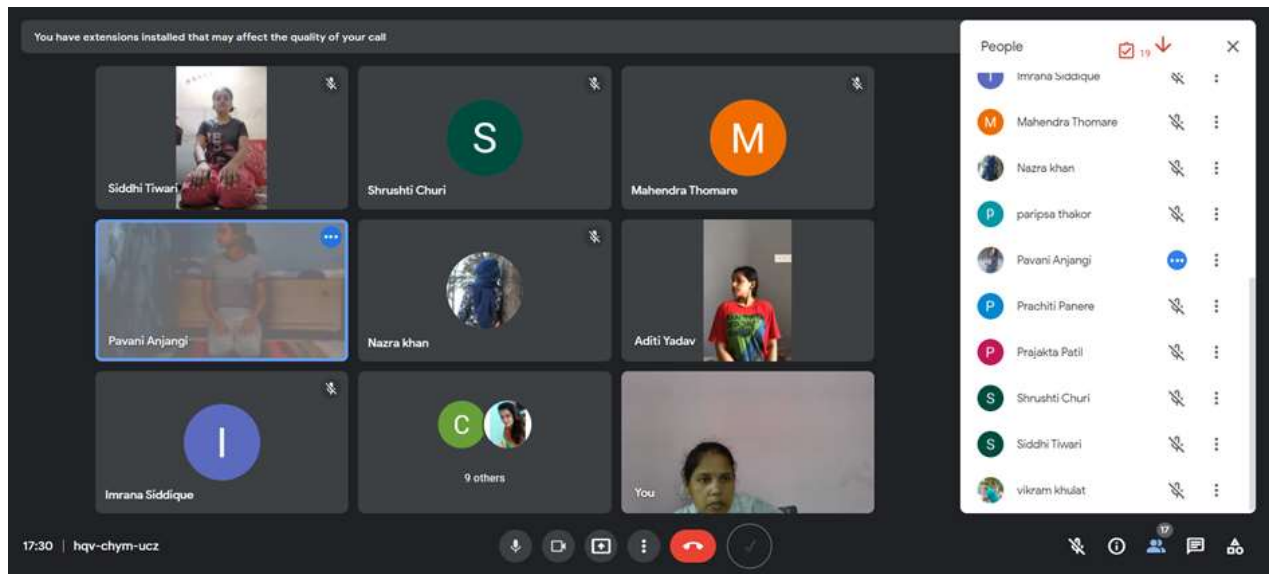 You have extensions installed that may affect the quality of your call
Siddhi Tiwari
S
Shrushti Churi
M
Mahendra Thomare
Pavani Anjangi
Nazra khan
Aditi Yadav
I
Imrana Siddique
C
9 others
You
17:30 | hqv-chym-ucz
17
People
19
I Imrana Siddique
M Mahendra Thomare
Nazra khan
p paripsa thakor
Pavani Anjangi
P Prachiti Panere
P Prajakta Patil
S Shrushti Churi
S Siddhi Tiwari
vikram khulat